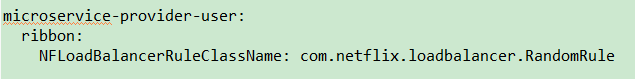 microservice-provider-user:
  ribbon:
    NFLoadBalancerRuleClassName: com.netflix.loadbalancer.RandomRule